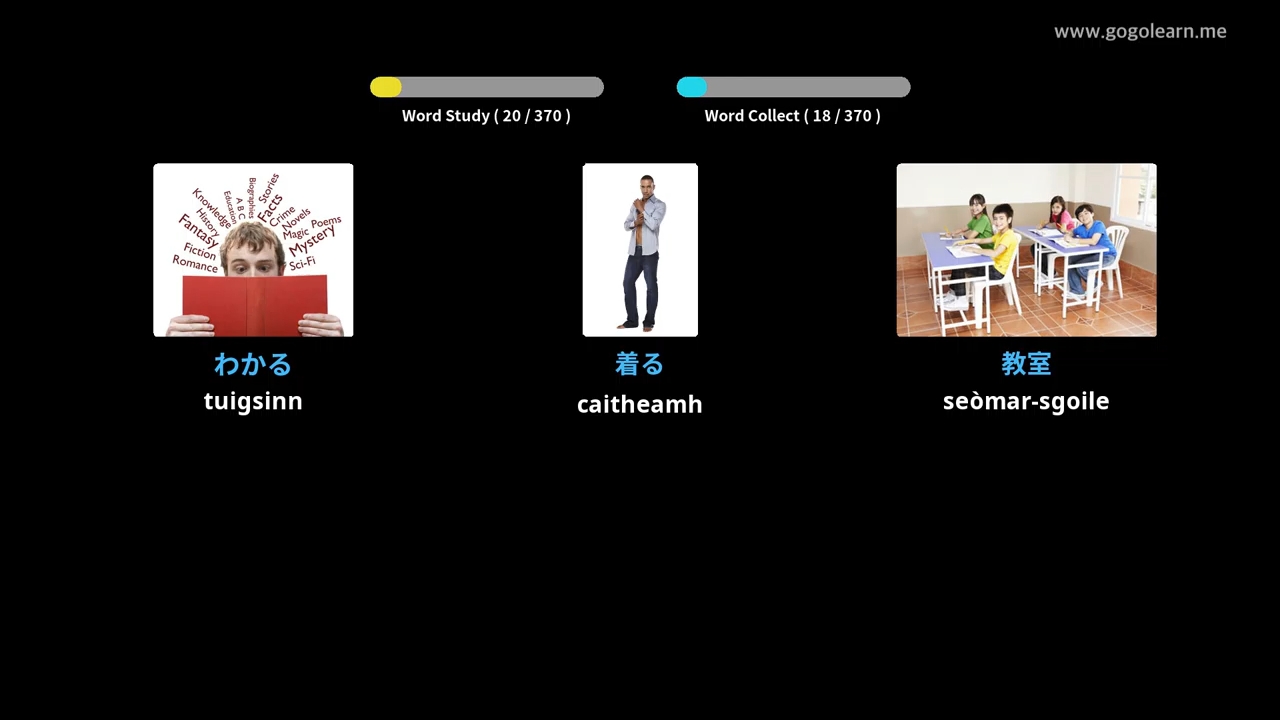 www.gogolearn.me
Word Study ( 20 / 370 )
Word Collect ( 18 / 370 )
Stories
Biographies
Facts
A B C
Education
Crime
Knowledge
Novels
History
Poems
Magic
Fantasy
Mystery
Fiction
Sci-Fi
Romance
わかる
着る
教室
tuigsinn
caitheamh
seòmar-sgoile